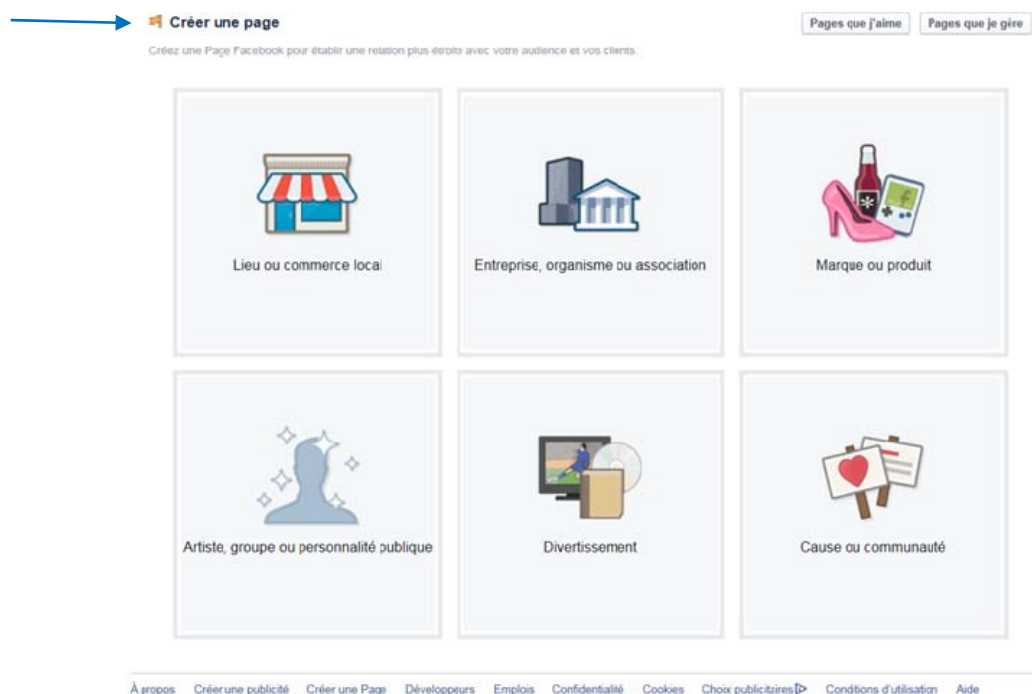 Créer une page
Pages que j'aime Pages que je gère
Créez une Page Facebook pour établir une relation plus étroite avec votre audience et vos clients.
Lieu ou commerce local Entreprise, organisme ou association Marque ou produit
Artiste, groupe ou personnalité publique Divertissement Cause ou communauté
À propos Créer une publicité Créer une Page Développeurs Emplois Confidentialité Cookies Choix publicitaires Conditions d'utilisation Aide